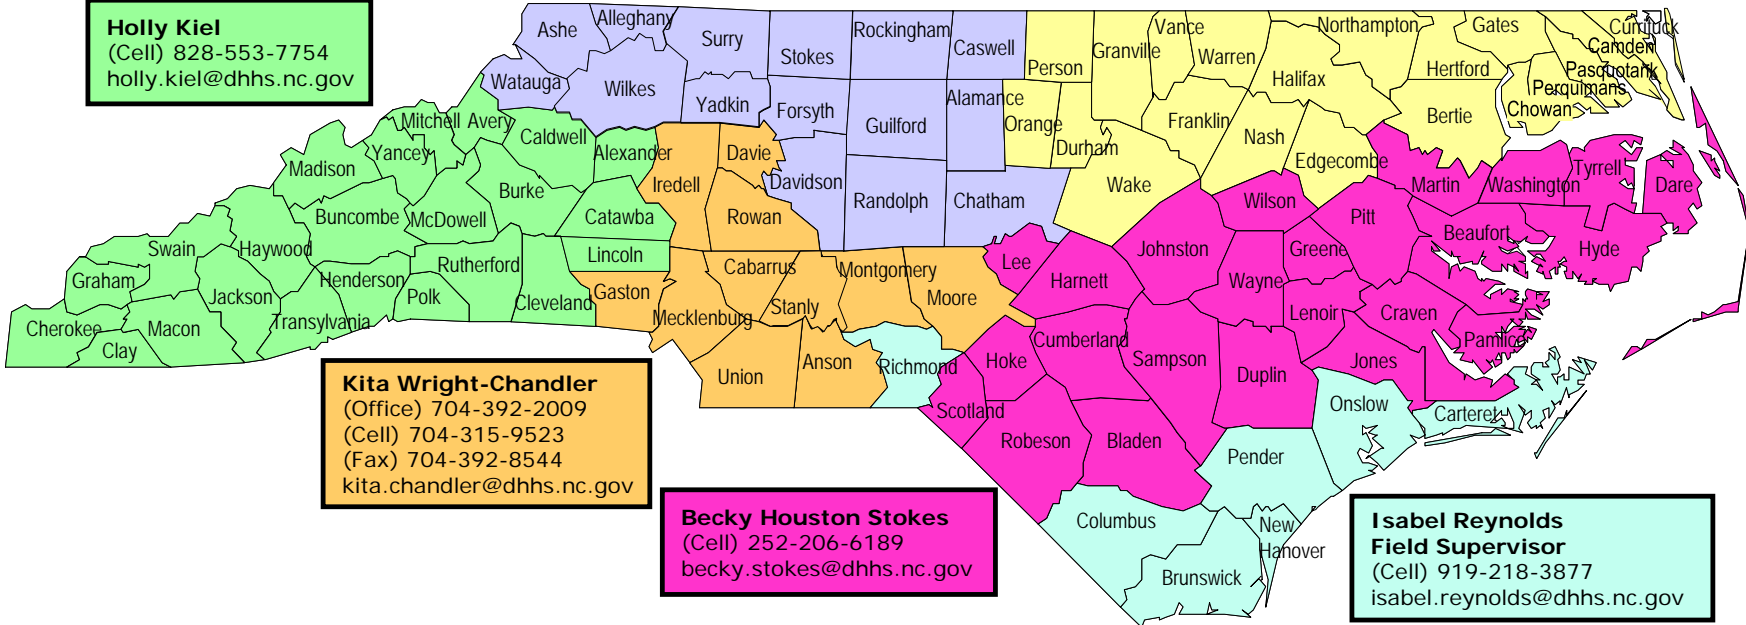 Holly Kiel
(Cell) 828-553-7754
holly.kiel@dhhs.nc.gov
Ashe
Alleghany
Surry
Stokes
Rockingham
Caswell
Person
Granville
Vance
Warren
Northampton
Gates
Currituck
Camden
Pasquotank
Perquimans
Chowan
Hertford
Halifax
Bertie
Watauga
Wilkes
Yadkin
Forsyth
Guilford
Alamance
Orange
Durham
Franklin
Nash
Edgecombe
Mitchell
Avery
Caldwell
Alexander
Davie
Iredell
Madison
Yancey
Burke
Davidson
Randolph
Chatham
Wake
Martin
Washington
Tyrrell
Dare
Buncombe
McDowell
Catawba
Rowan
Wilson
Pitt
Beaufort
Hyde
Swain
Haywood
Lincoln
Johnston
Greene
Graham
Jackson
Henderson
Rutherford
Polk
Cleveland
Gaston
Cabarrus
Stanly
Montgomery
Moore
Lee
Harnett
Wayne
Lenoir
Craven
Pamlico
Cherokee
Macon
Clay
Transylvania
Mecklenburg
Union
Anson
Richmond
Hoke
Cumberland
Sampson
Duplin
Jones
Scotland
Robeson
Bladen
Onslow
Carteret
Pender
Columbus
New
Hanover
Brunswick
Kita Wright-Chandler
(Office) 704-392-2009
(Cell) 704-315-9523
(Fax) 704-392-8544
kita.chandler@dhhs.nc.gov
Becky Houston Stokes
(Cell) 252-206-6189
becky.stokes@dhhs.nc.gov
Isabel Reynolds
Field Supervisor
(Cell) 919-218-3877
isabel.reynolds@dhhs.nc.gov